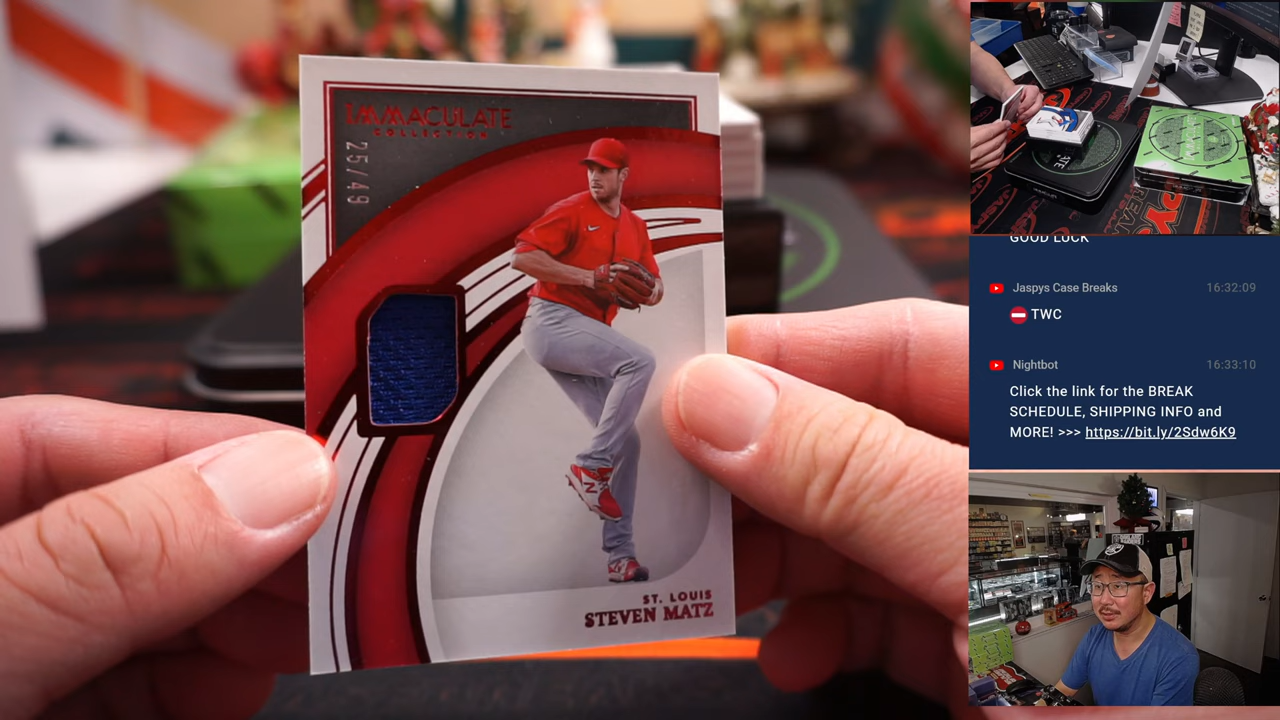 IMMACULATE
COLLECTION
25/49
ST. LOUIS
STEVEN MATZ
GOOD LUCK
Jaspys Case Breaks
16:32:09
TWC
Nightbot
16:33:10
Click the link for the BREAK
SCHEDULE, SHIPPING INFO and
MORE! >>> https://bit.ly/2Sdw6K9